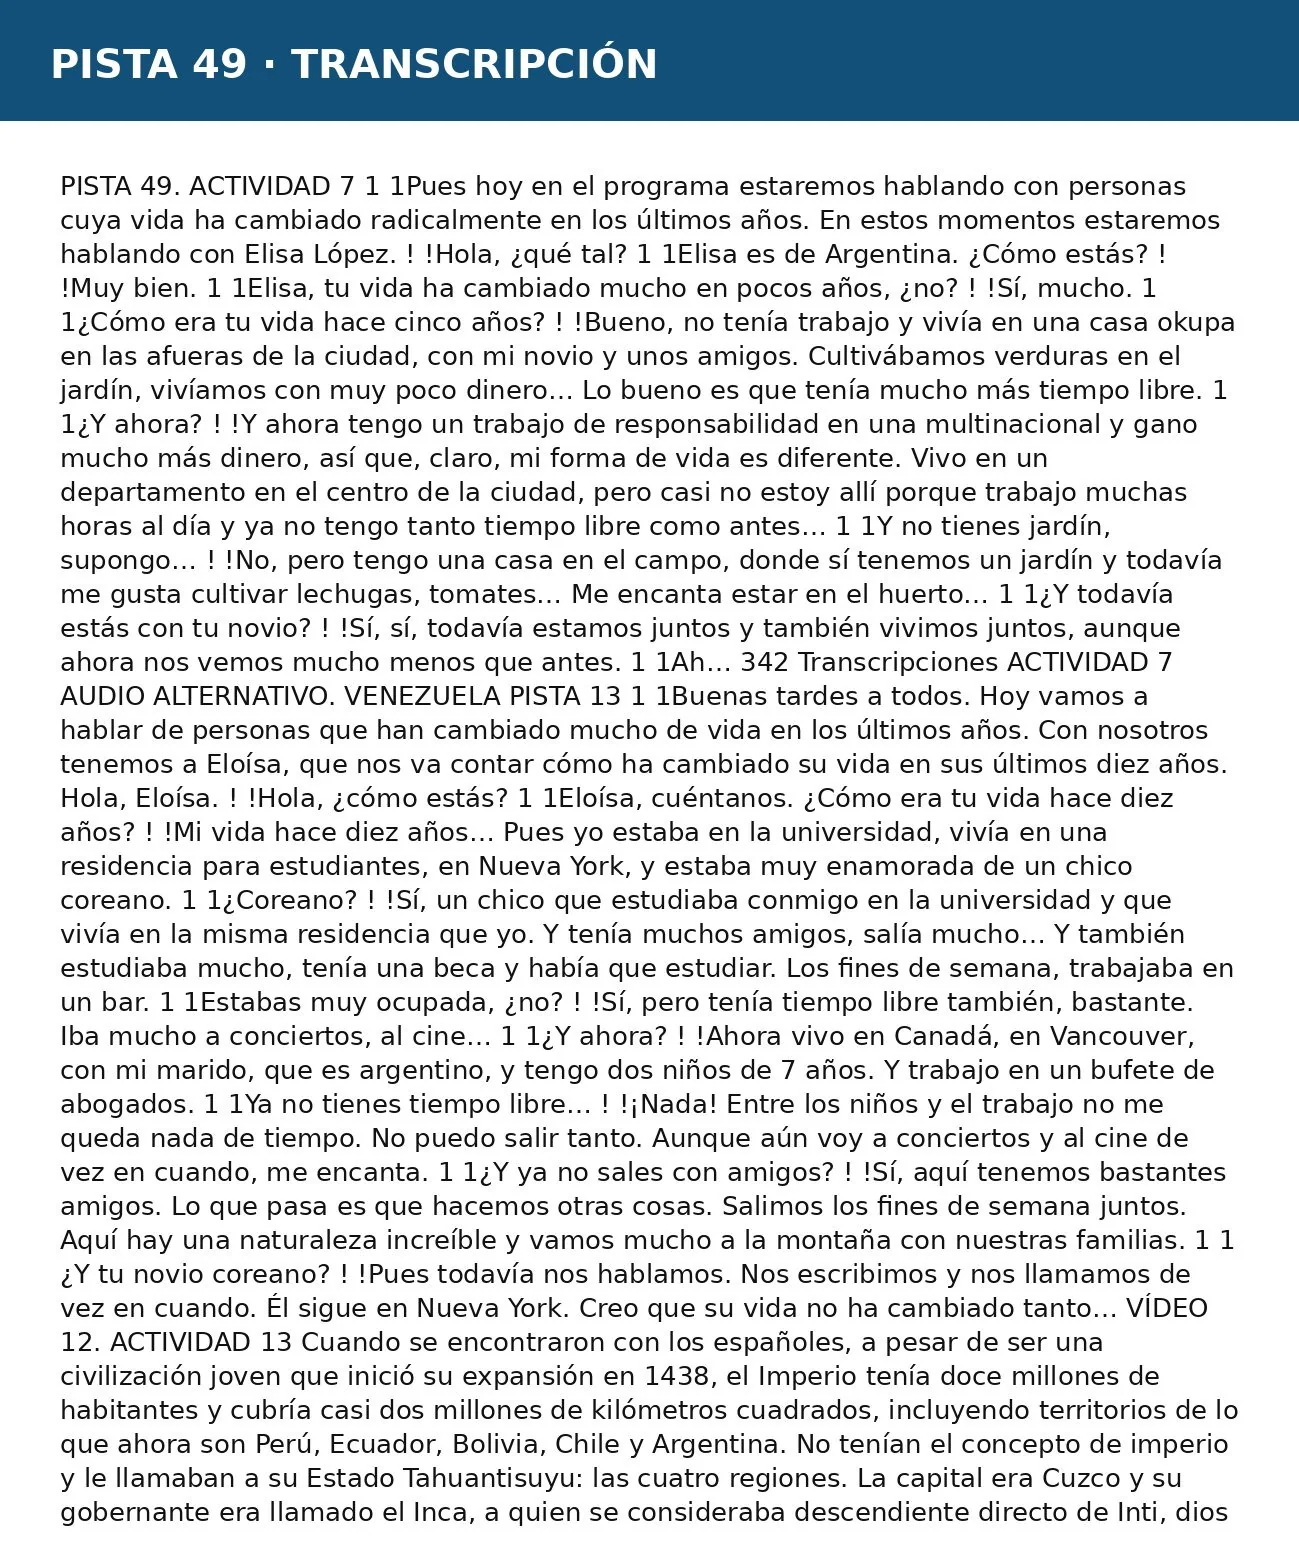 PISTA 49 · TRANSCRIPCIÓN
PISTA 49. ACTIVIDAD 7 1 1Pues hoy en el programa estaremos hablando con personas
cuya vida ha cambiado radicalmente en los últimos años. En estos momentos estaremos
hablando con Elisa López. ! !Hola, ¿qué tal? 1 1Elisa es de Argentina. ¿Cómo estás? !
!Muy bien. 1 1Elisa, tu vida ha cambiado mucho en pocos años, ¿no? ! !Sí, mucho. 1
1¿Cómo era tu vida hace cinco años? ! !Bueno, no tenía trabajo y vivía en una casa okupa
en las afueras de la ciudad, con mi novio y unos amigos. Cultivábamos verduras en el
jardín, vivíamos con muy poco dinero… Lo bueno es que tenía mucho más tiempo libre. 1
1¿Y ahora? ! !Y ahora tengo un trabajo de responsabilidad en una multinacional y gano
mucho más dinero, así que, claro, mi forma de vida es diferente. Vivo en un
departamento en el centro de la ciudad, pero casi no estoy allí porque trabajo muchas
horas al día y ya no tengo tanto tiempo libre como antes… 1 1Y no tienes jardín,
supongo… ! !No, pero tengo una casa en el campo, donde sí tenemos un jardín y todavía
me gusta cultivar lechugas, tomates… Me encanta estar en el huerto… 1 1¿Y todavía
estás con tu novio? ! !Sí, sí, todavía estamos juntos y también vivimos juntos, aunque
ahora nos vemos mucho menos que antes. 1 1Ah… 342 Transcripciones ACTIVIDAD 7
AUDIO ALTERNATIVO. VENEZUELA PISTA 13 1 1Buenas tardes a todos. Hoy vamos a
hablar de personas que han cambiado mucho de vida en los últimos años. Con nosotros
tenemos a Eloísa, que nos va contar cómo ha cambiado su vida en sus últimos diez años.
Hola, Eloísa. ! !Hola, ¿cómo estás? 1 1Eloísa, cuéntanos. ¿Cómo era tu vida hace diez
años? ! !Mi vida hace diez años… Pues yo estaba en la universidad, vivía en una
residencia para estudiantes, en Nueva York, y estaba muy enamorada de un chico
coreano. 1 1¿Coreano? ! !Sí, un chico que estudiaba conmigo en la universidad y que
vivía en la misma residencia que yo. Y tenía muchos amigos, salía mucho… Y también
estudiaba mucho, tenía una beca y había que estudiar. Los fines de semana, trabajaba en
un bar. 1 1Estabas muy ocupada, ¿no? ! !Sí, pero tenía tiempo libre también, bastante.
Iba mucho a conciertos, al cine… 1 1¿Y ahora? ! !Ahora vivo en Canadá, en Vancouver,
con mi marido, que es argentino, y tengo dos niños de 7 años. Y trabajo en un bufete de
abogados. 1 1Ya no tienes tiempo libre… ! !¡Nada! Entre los niños y el trabajo no me
queda nada de tiempo. No puedo salir tanto. Aunque aún voy a conciertos y al cine de
vez en cuando, me encanta. 1 1¿Y ya no sales con amigos? ! !Sí, aquí tenemos bastantes
amigos. Lo que pasa es que hacemos otras cosas. Salimos los fines de semana juntos.
Aquí hay una naturaleza increíble y vamos mucho a la montaña con nuestras familias. 1 1
¿Y tu novio coreano? ! !Pues todavía nos hablamos. Nos escribimos y nos llamamos de
vez en cuando. Él sigue en Nueva York. Creo que su vida no ha cambiado tanto… VÍDEO
12. ACTIVIDAD 13 Cuando se encontraron con los españoles, a pesar de ser una
civilización joven que inició su expansión en 1438, el Imperio tenía doce millones de
habitantes y cubría casi dos millones de kilómetros cuadrados, incluyendo territorios de lo
que ahora son Perú, Ecuador, Bolivia, Chile y Argentina. No tenían el concepto de imperio
y le llamaban a su Estado Tahuantisuyu: las cuatro regiones. La capital era Cuzco y su
gobernante era llamado el Inca, a quien se consideraba descendiente directo de Inti, dios